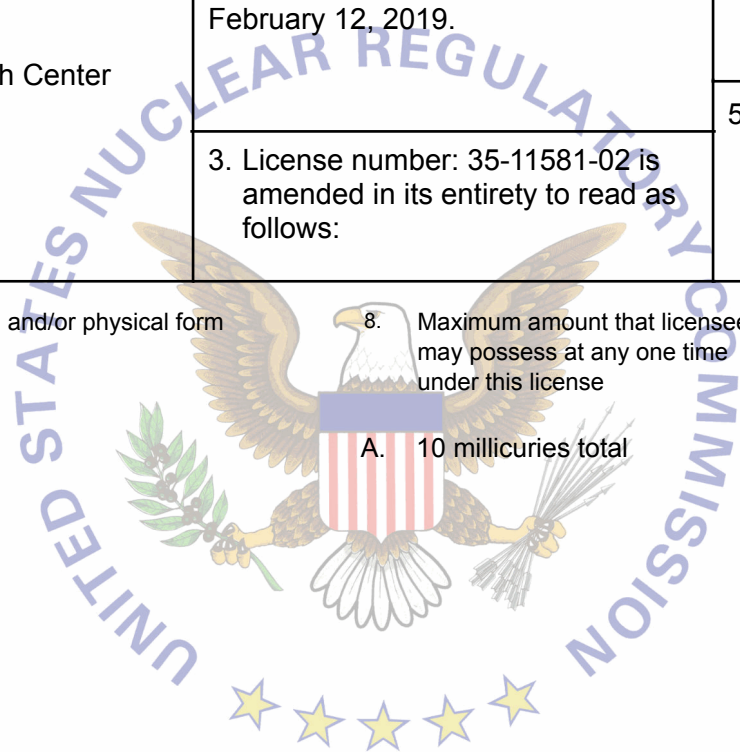 February 12, 2019.
h Center
5
3. License number: 35-11581-02 is
amended in its entirety to read as
follows:
and/or physical form
8. Maximum amount that licensee
may possess at any one time
under this license
A. 10 millicuries total
UNITED STATES NUCLEAR REGULATORY COMMISSION